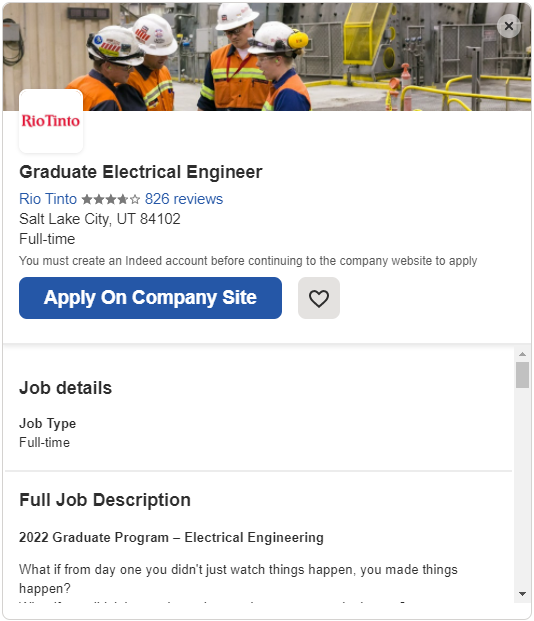 RioTinto
Graduate Electrical Engineer
Rio Tinto ★★★★☆ 826 reviews
Salt Lake City, UT 84102
Full-time
You must create an Indeed account before continuing to the company website to apply
Apply On Company Site
Job details
Job Type
Full-time
Full Job Description
2022 Graduate Program – Electrical Engineering
What if from day one you didn't just watch things happen, you made things
happen?